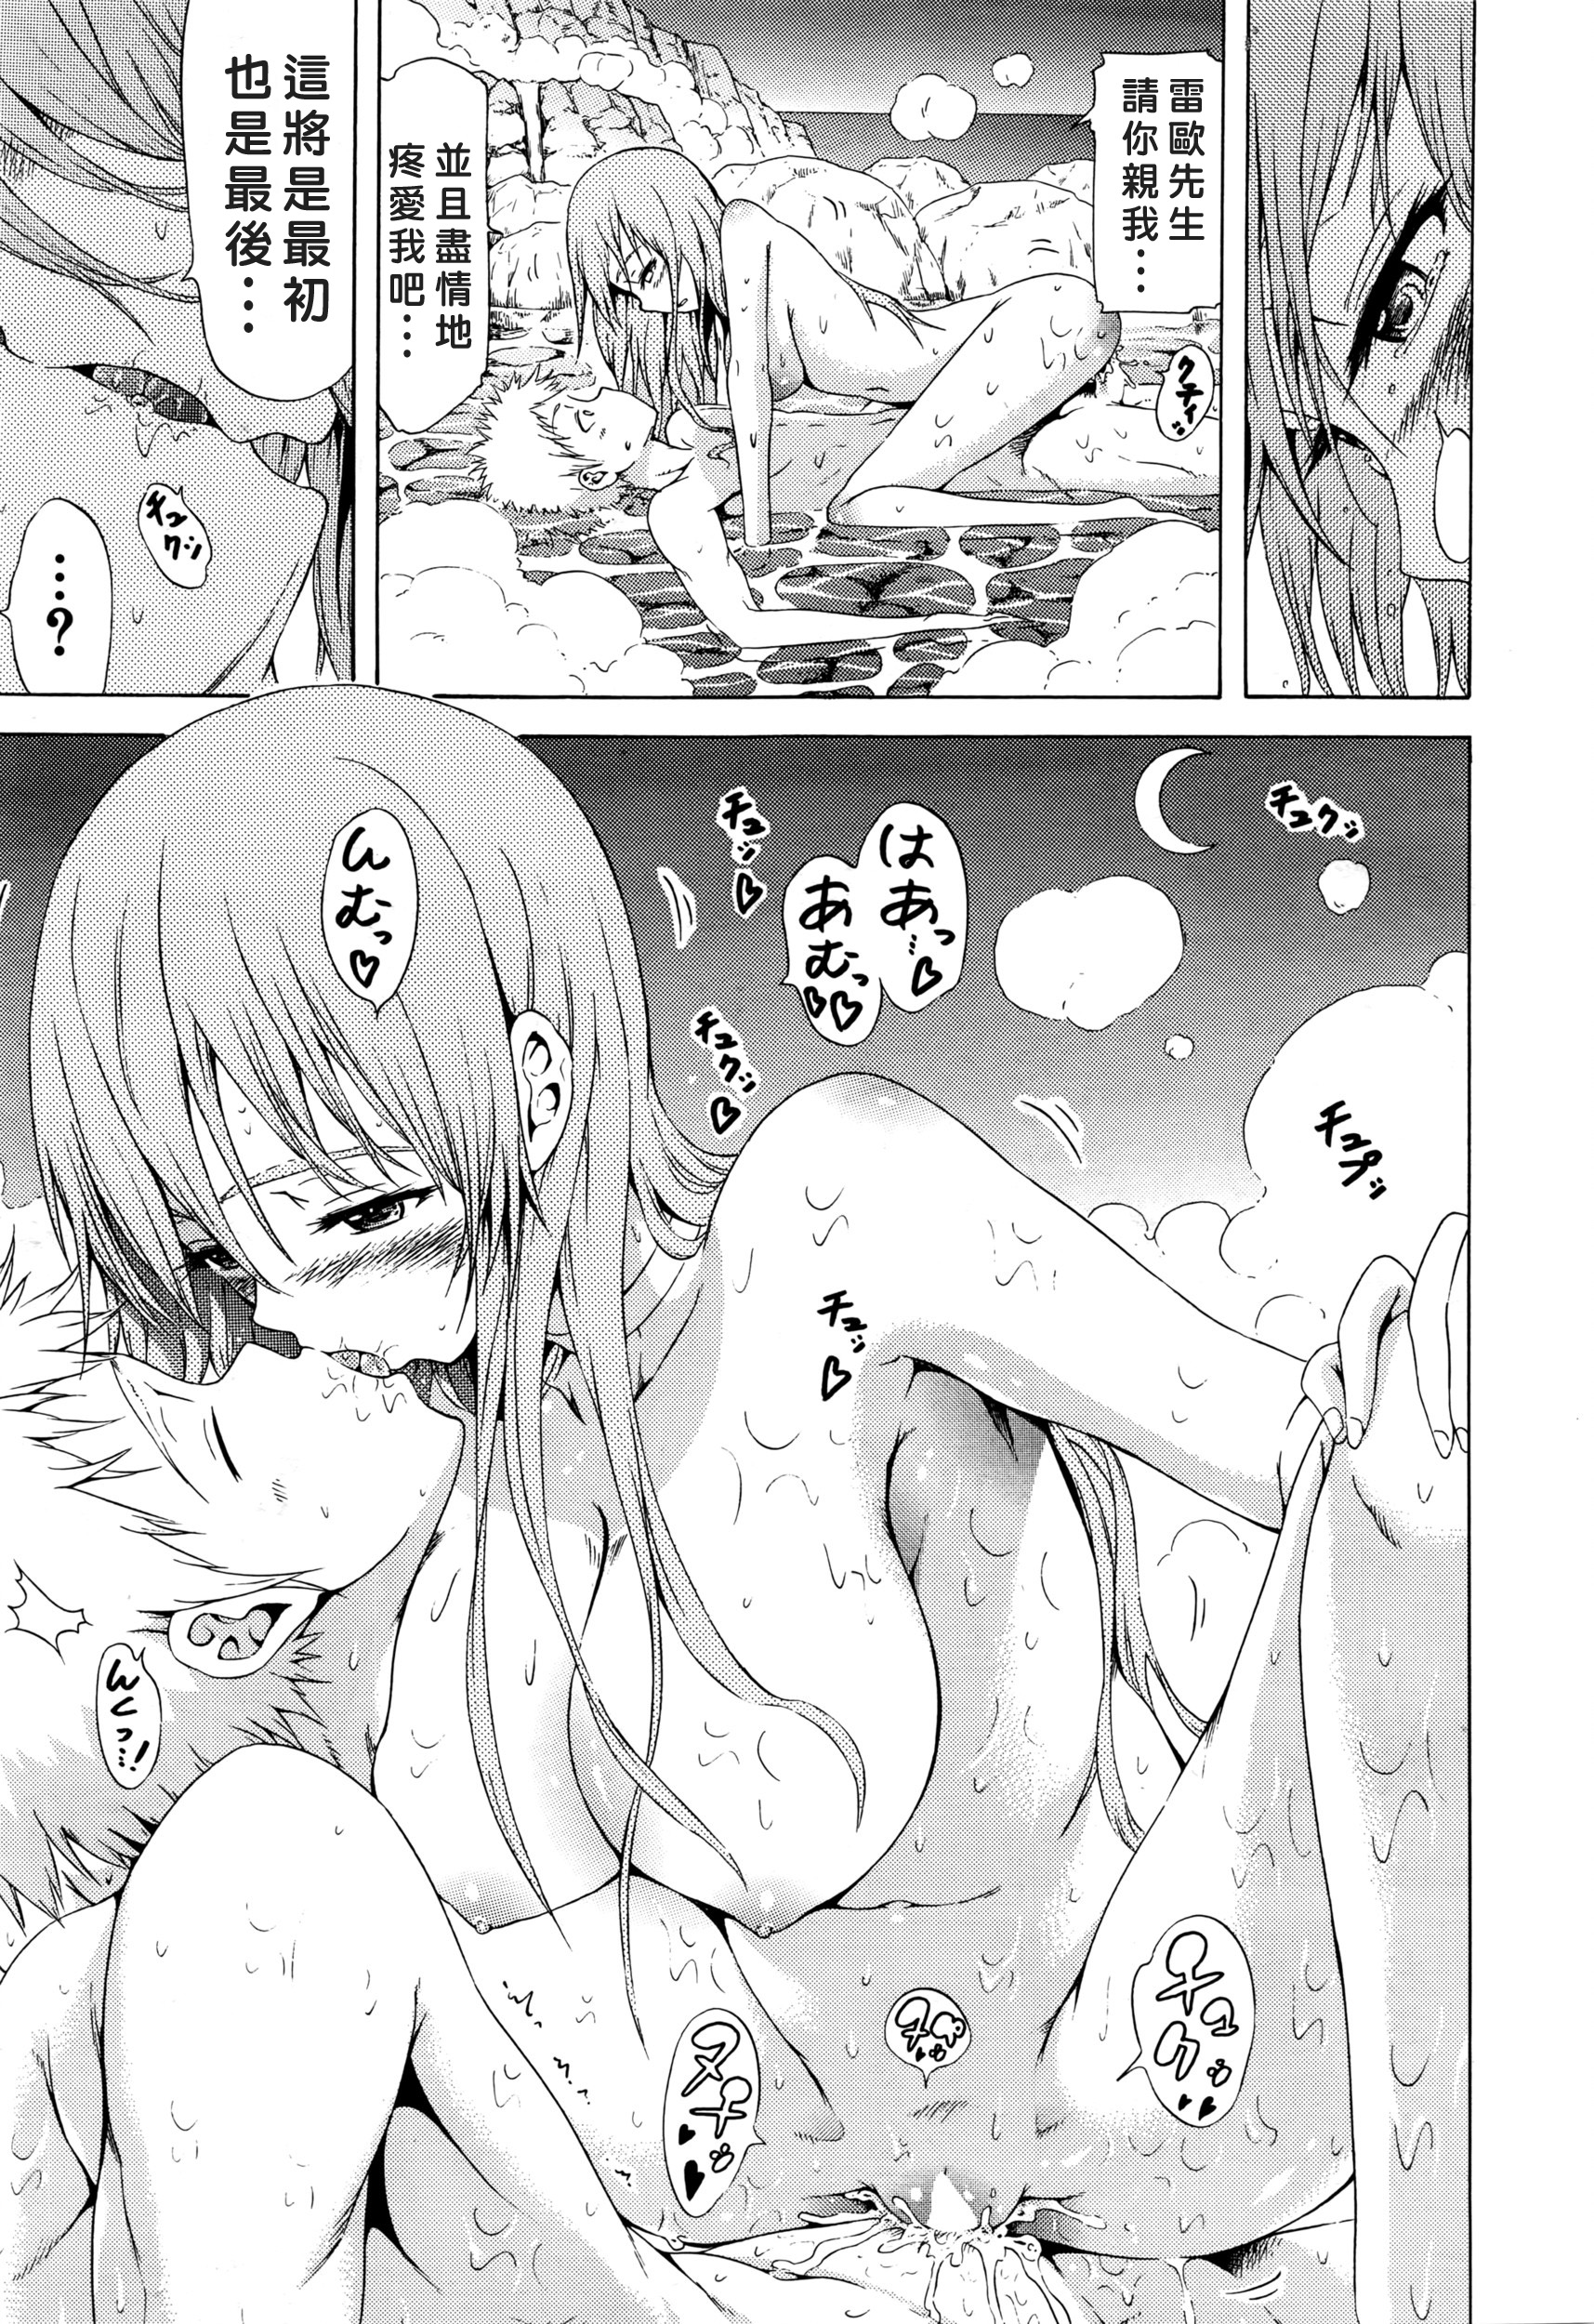 雷歐先生
請你親我…
クチィッ
並且盡情地
疼愛我吧…
這將是最初
也是最後…
チュクッ
…?
チュクッ
はあっ…♡
あむっ♡♡
チュッ♡
んむっ♡
チュクッ♡
チュプッ
チュッ♡
んくっ…!
チュクッ♥♥
ヌチッ♥♥